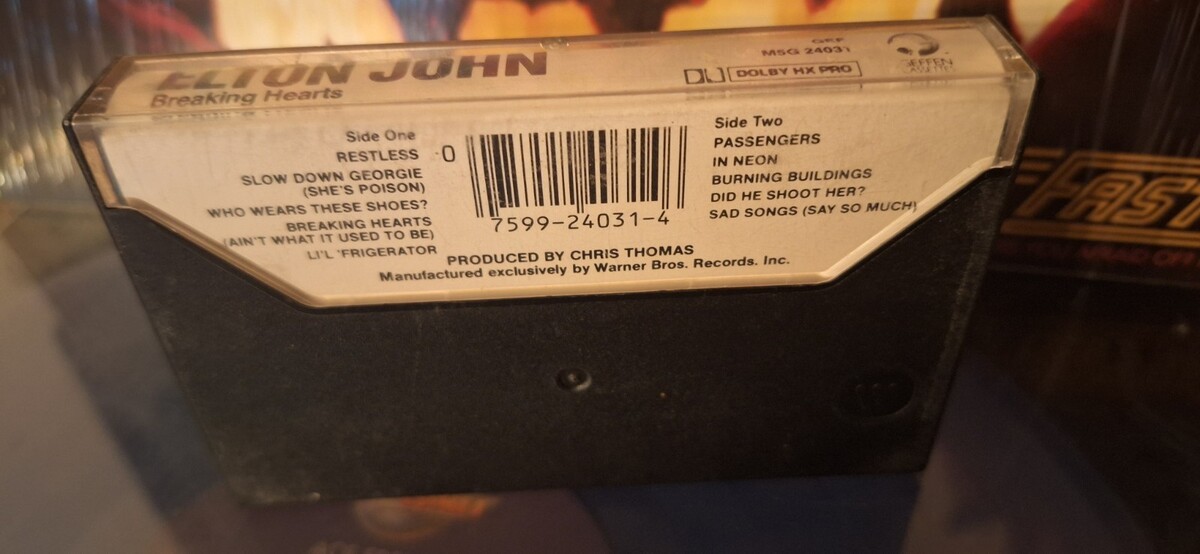 ELTON JOHN
Breaking Hearts
DOLBY HX PRO
GEF
MSG 24031
GEFFEN
CASSETTES
Side One
RESTLESS
SLOW DOWN GEORGIE
(SHE'S POISON)
WHO WEARS THESE SHOES?
BREAKING HEARTS
(AIN'T WHAT IT USED TO BE)
LI'L 'FRIGERATOR
0
7599-24031-4
Side Two
PASSENGERS
IN NEON
BURNING BUILDINGS
DID HE SHOOT HER?
SAD SONGS (SAY SO MUCH)
PRODUCED BY CHRIS THOMAS
Manufactured exclusively by Warner Bros. Records. Inc.
FAST